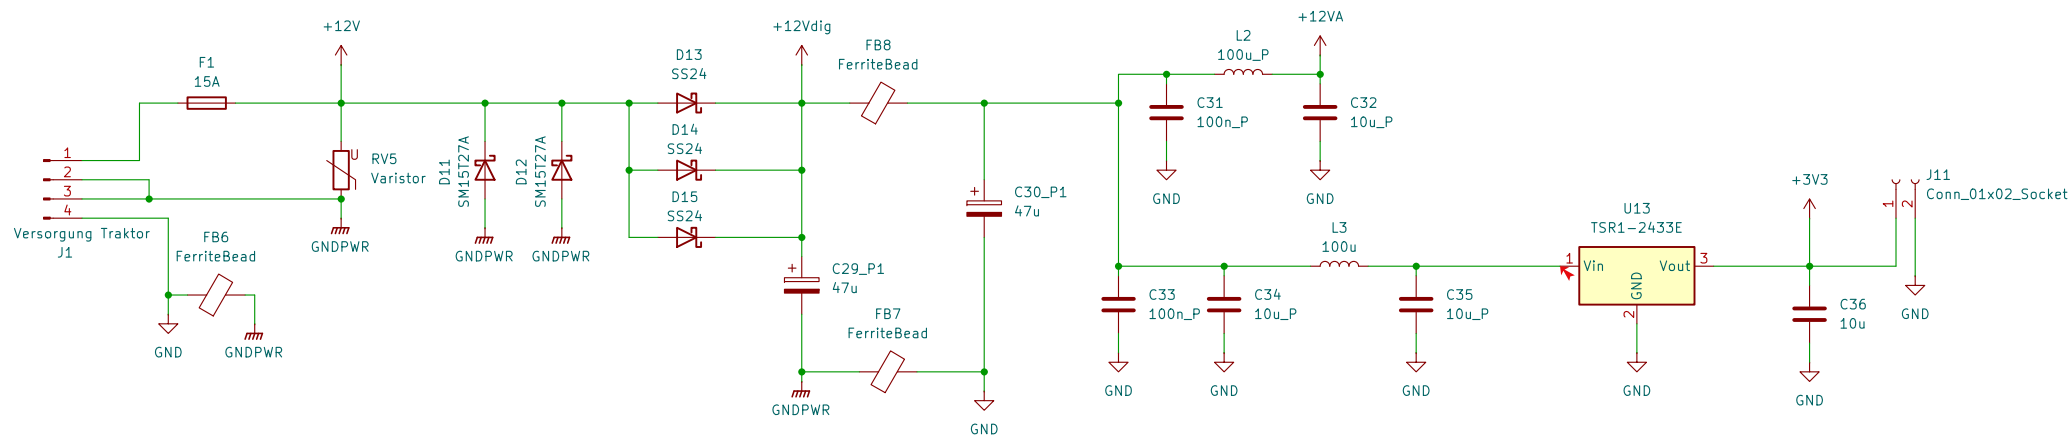 F1
15A
+12V
1
2
3
4
Versorgung Traktor
J1
FB6
FerriteBead
GND
GNDPWR
U
RV5
Varistor
GNDPWR
D11
SM15T27A
GNDPWR
D12
SM15T27A
GNDPWR
D13
SS24
D14
SS24
D15
SS24
+12Vdig
FB8
FerriteBead
+
C29_P1
47u
GNDPWR
FB7
FerriteBead
+
C30_P1
47u
GND
L2
100u_P
+12VA
C31
100n_P
GND
C32
10u_P
GND
C33
100n_P
GND
C34
10u_P
GND
L3
100u
C35
10u_P
GND
U13
TSR1-2433E
1
Vin
Vout
3
GND
2
GND
+3V3
C36
10u
GND
J11
Conn_01x02_Socket
1
2
GND